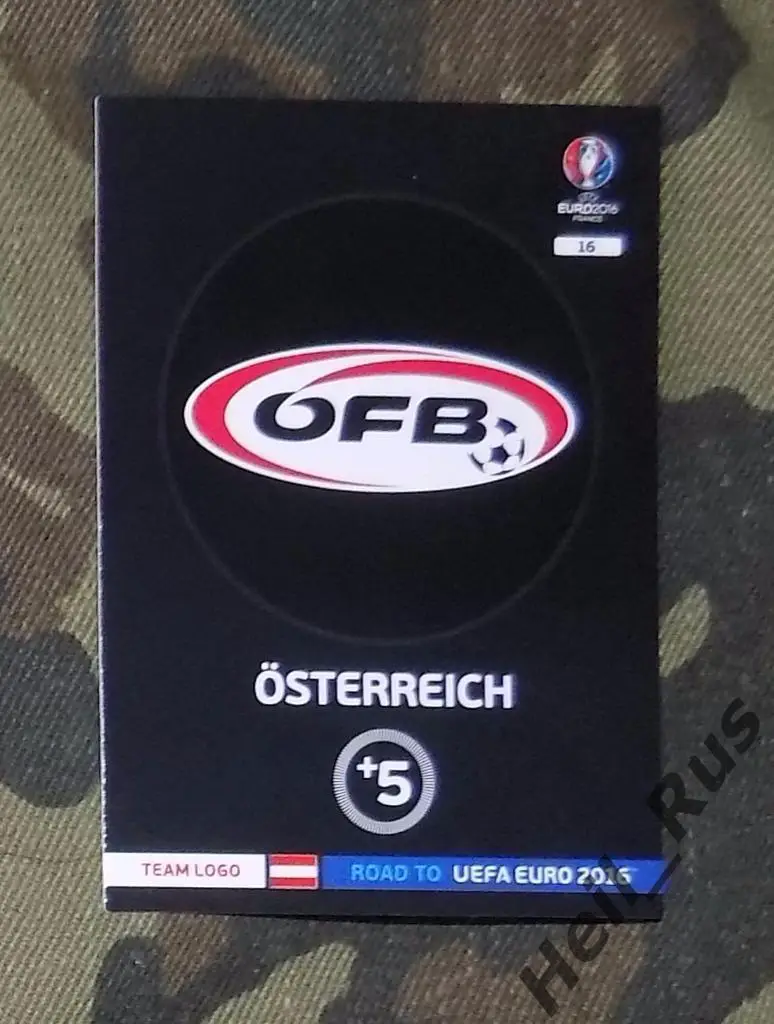 EURO2016
FRANCE
16
ÖFB
ÖSTERREICH
+5
TEAM LOGO
ROAD TO UEFA EURO 2016
Heil_Rus